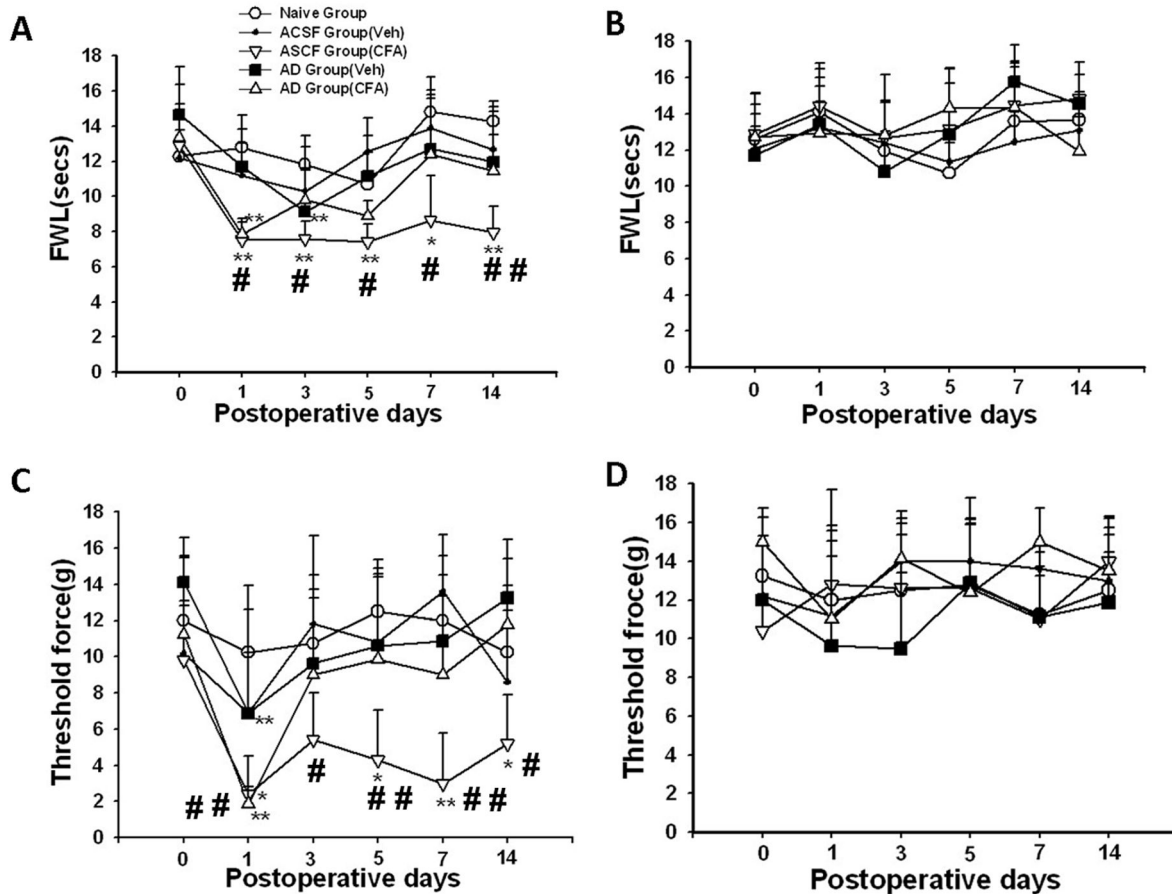 A
Naive Group
ACSF Group(Veh)
ASCF Group(CFA)
AD Group(Veh)
AD Group(CFA)
FWL(secs)
18
16
14
12
10
8
6
4
2
0
** **
** ** ** * **
# # # # # #
0 1 3 5 7 14
Postoperative days
B
FWL(secs)
18
16
14
12
10
8
6
4
2
0
0 1 3 5 7 14
Postoperative days
C
Threshold force(g)
18
16
14
12
10
8
6
4
2
0
**
# * * #
# # * # # ** # #
**
0 1 3 5 7 14
Postoperative days
D
Threshold froce(g)
18
16
14
12
10
8
6
4
2
0
0 1 3 5 7 14
Postoperative days